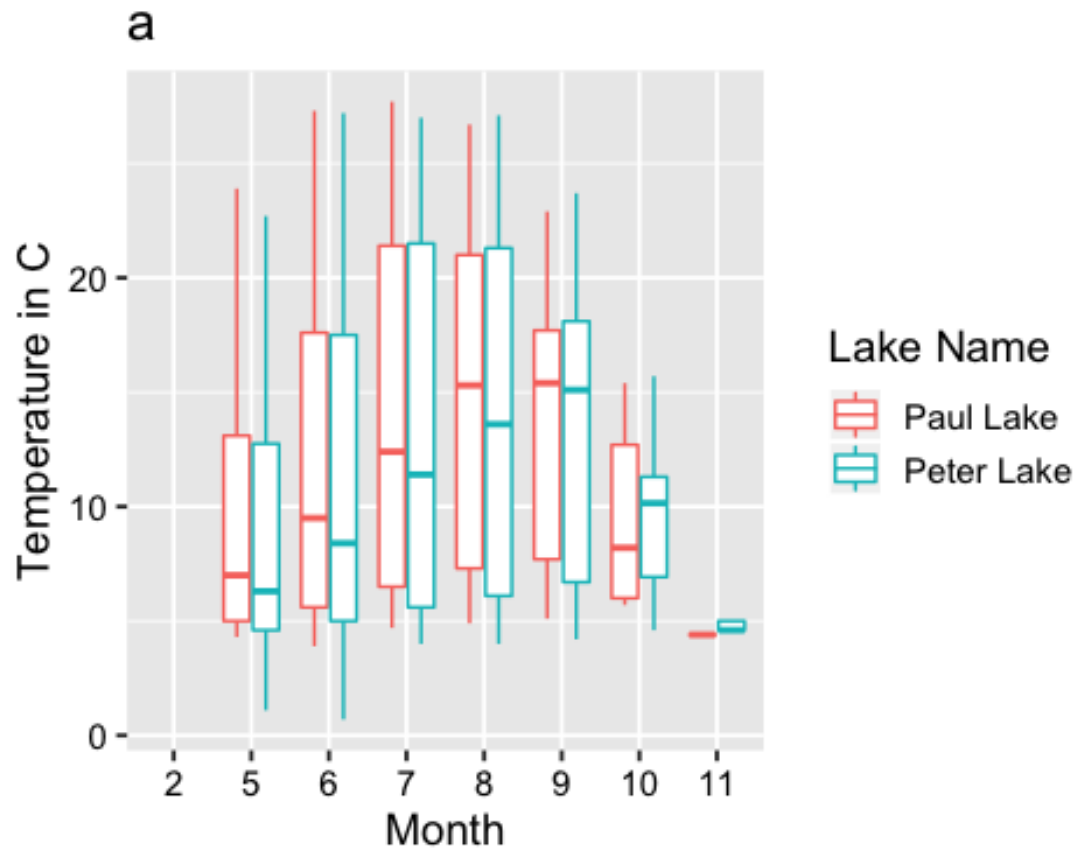 a
Temperature in C
20
10
0
2 5 6 7 8 9 10 11
Month
Lake Name
Paul Lake
Peter Lake